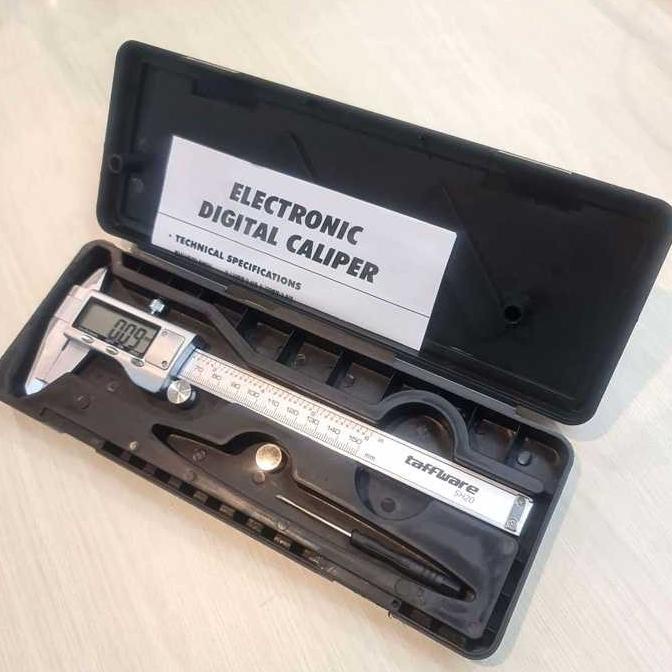 ELECTRONIC
DIGITAL CALIPER
• TECHNICAL SPECIFICATIONS
0.09
70 80 90 100 110 120 130 140 150
mm
in
taffware
SH20